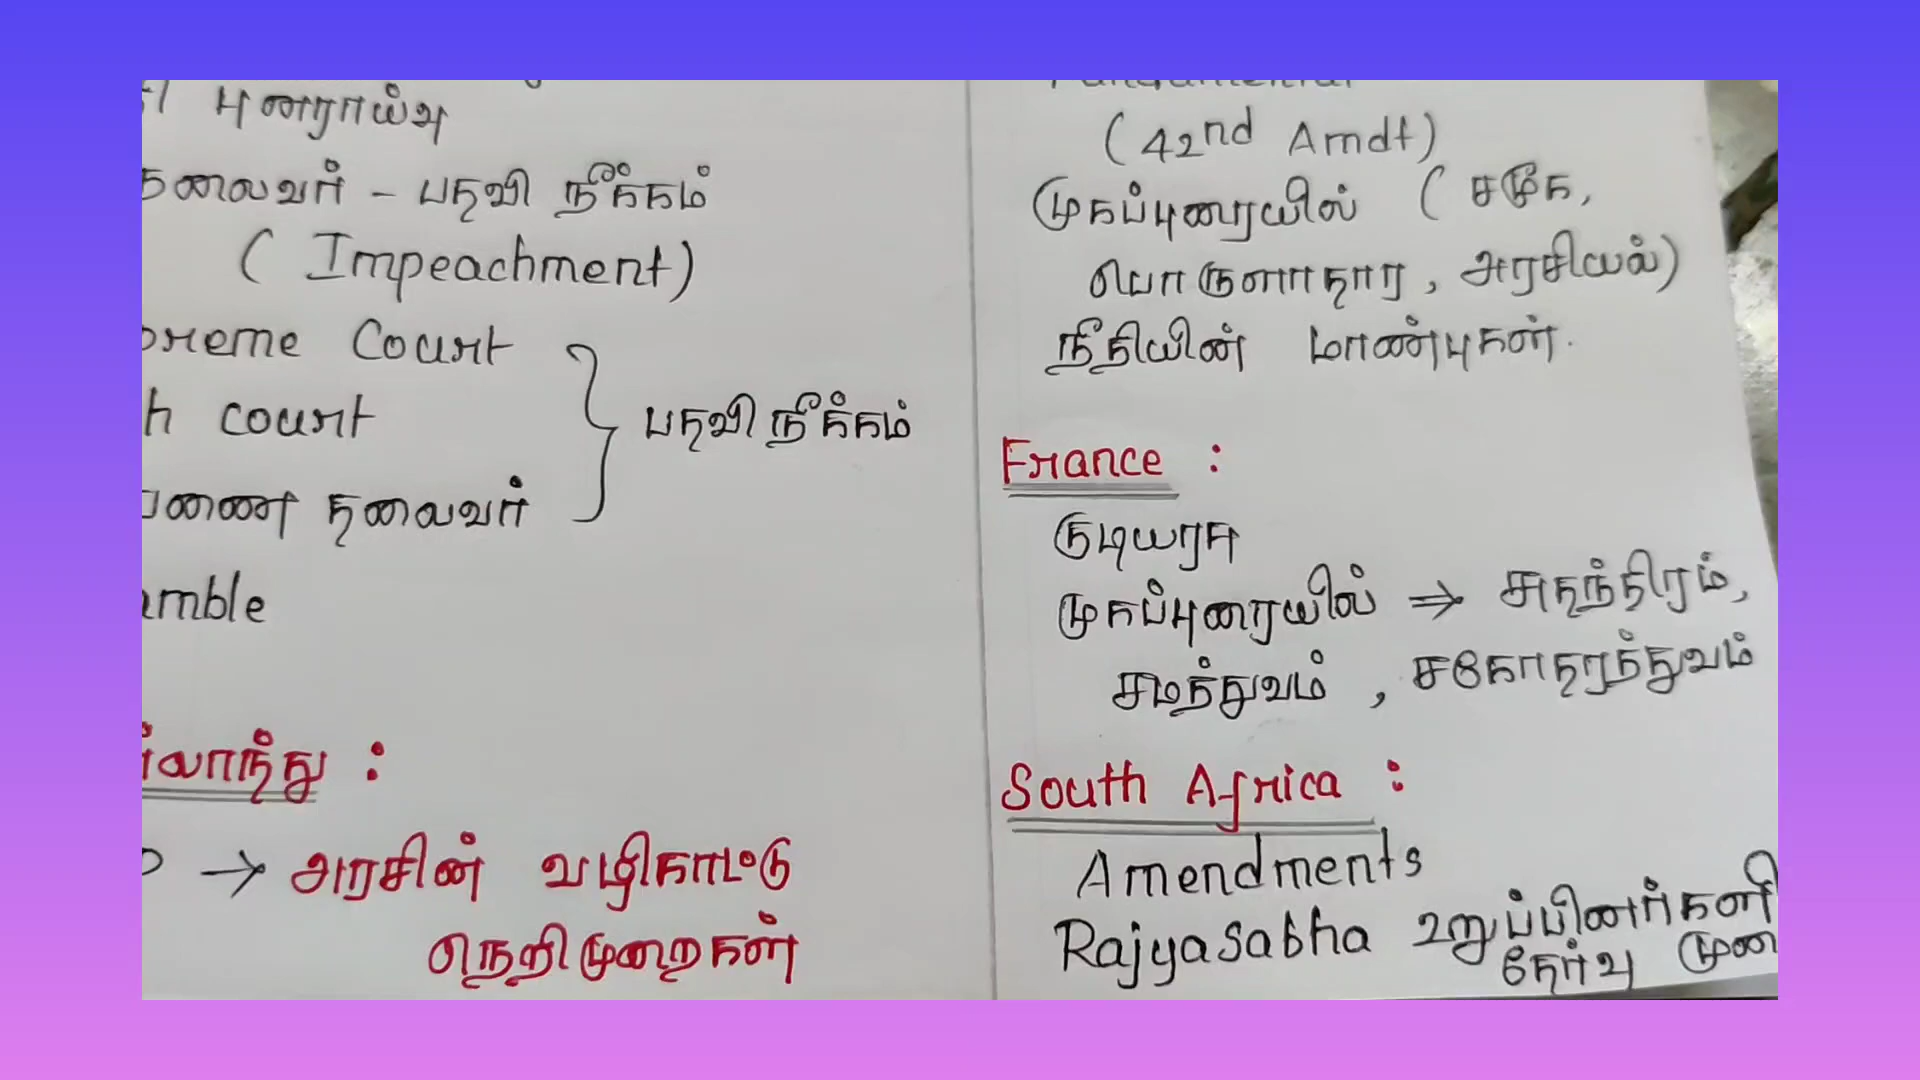 புனராய்வு
தலைவர் - பதவி நீக்கம்
( Impeachment)
preme Court
h court
ணைய தலைவர்
பதவி நீக்கம்
amble
ர்லாந்து :
→ அரசின் வழிகாட்டு
நெறிமுறைகள்
Fundamental
( 42nd Amdt)
முகப்புரையில் ( சமூக,
பொருளாதார, அரசியல்)
நீதியின் மாண்புகள்.
France :
குடியரசு
முகப்புரையில் ⇒ சுதந்திரம்,
சமத்துவம் , சகோதரத்துவம்
South Africa :
Amendments
Rajyasabha உறுப்பினர்களி
தேர்வு முறை